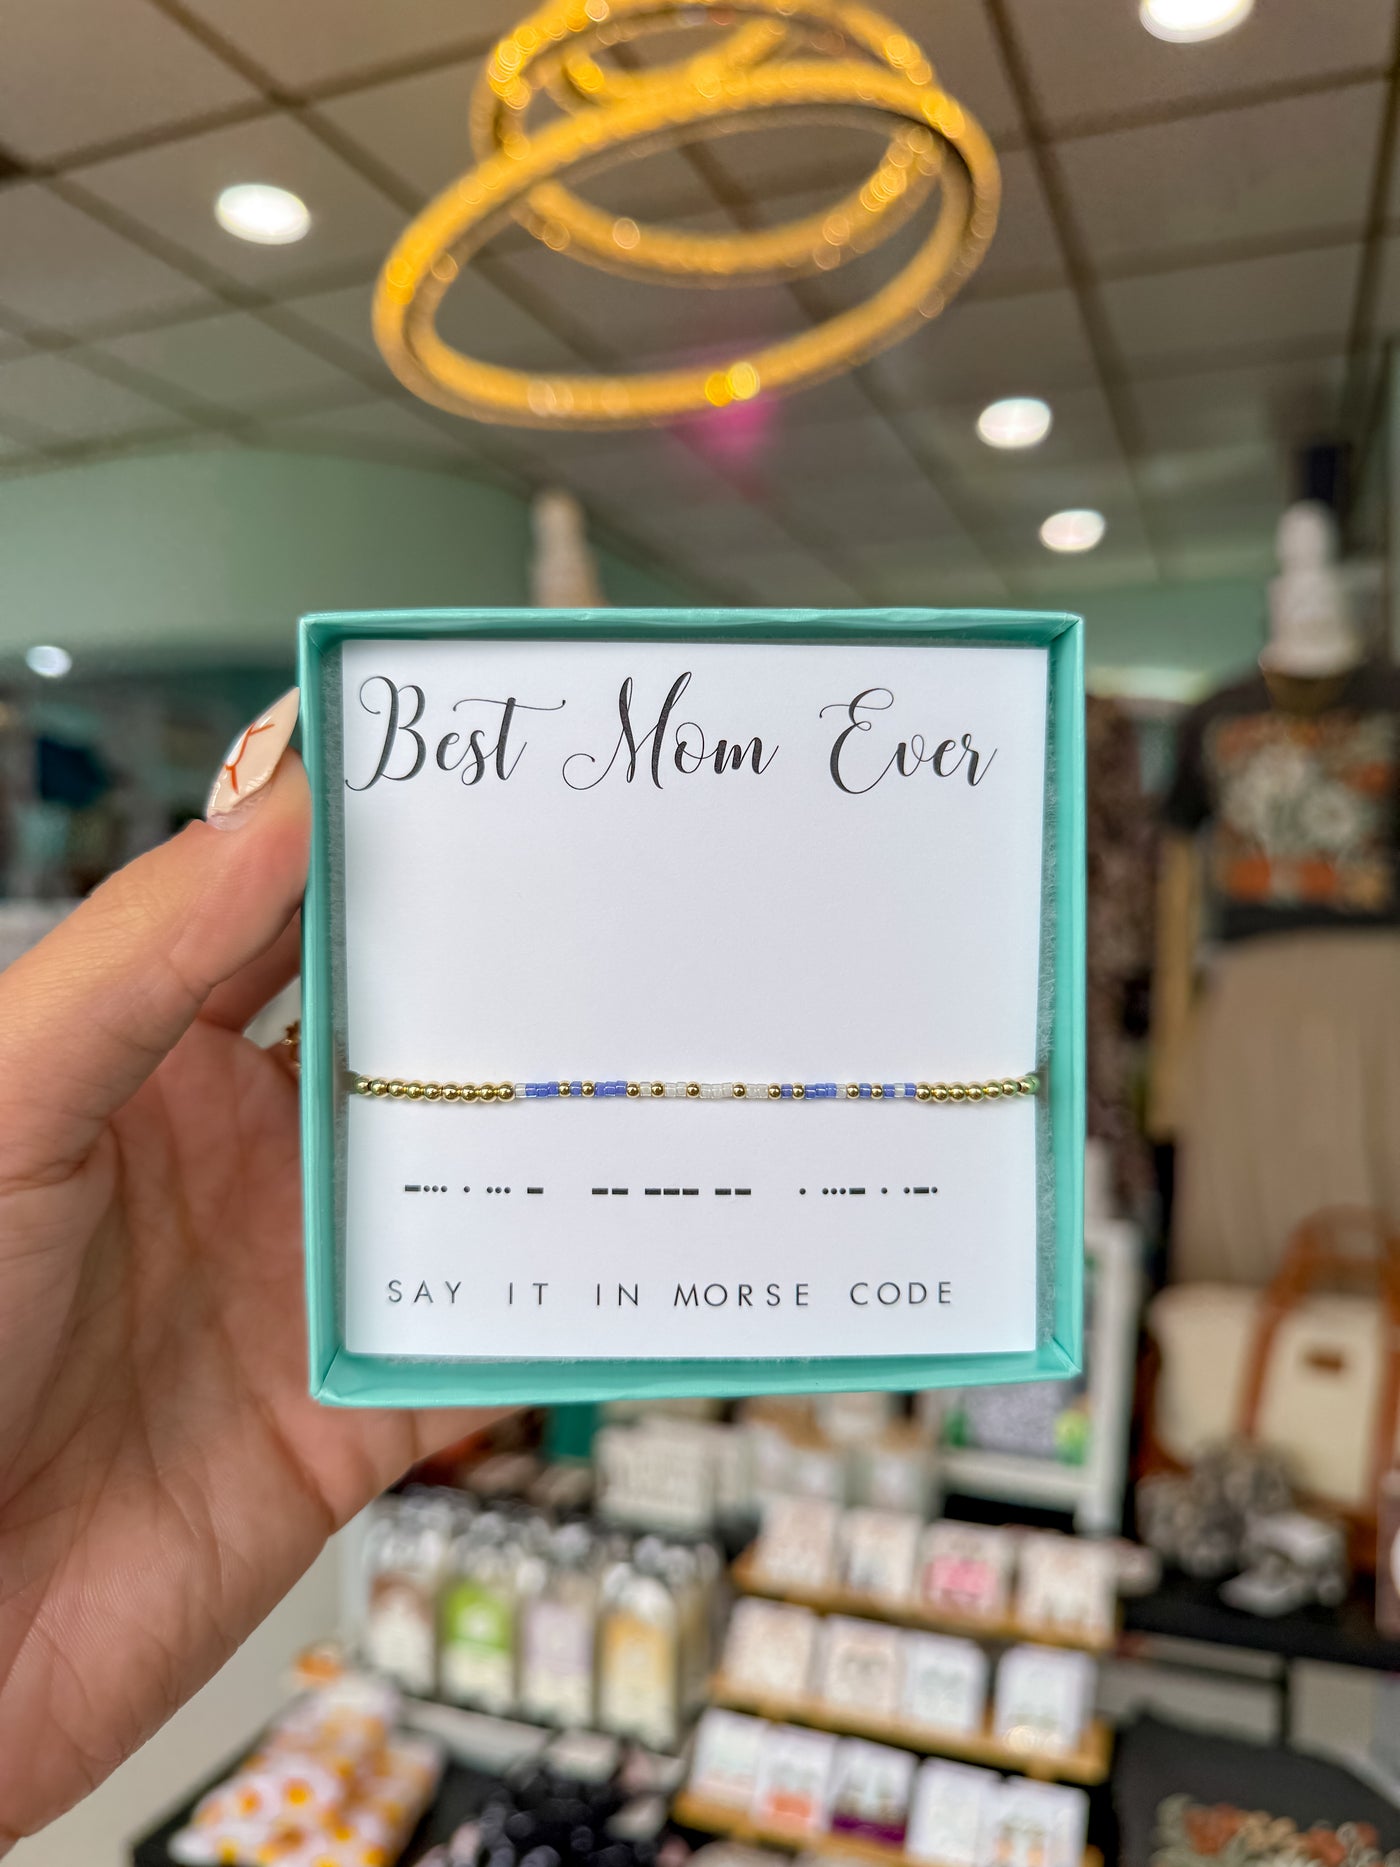 Best Mom Ever
−••• • ••• − −− −−− −− • •••− • •−•
SAY IT IN MORSE CODE